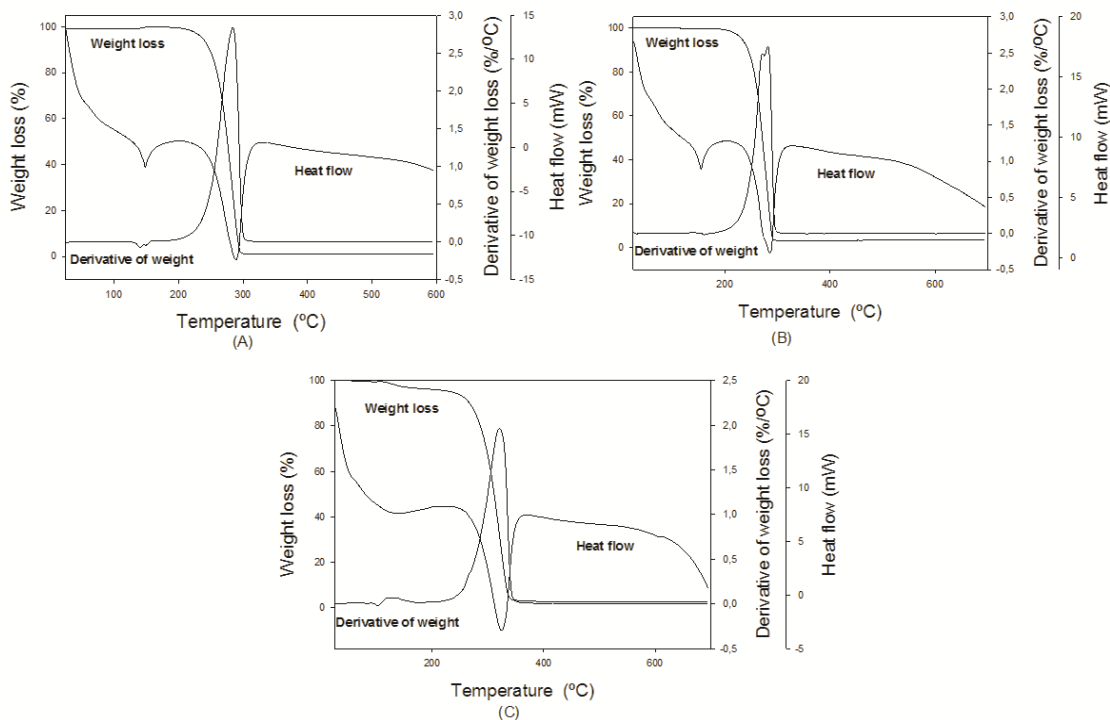 Weight loss (%)
100
80
60
40
20
0
Weight loss
Heat flow
Derivative of weight
100
200
300
400
500
600
Temperature (ºC)
(A)
3,0
2,5
2,0
1,5
1,0
0,5
0,0
-0,5
Derivative of weight loss (%/ºC)
15
10
5
0
-5
-10
-15
Heat flow (mW)
Weight loss (%)
100
80
60
40
20
0
Weight loss
Heat flow
Derivative of weight
200
400
600
Temperature (ºC)
(B)
3,0
2,5
2,0
1,5
1,0
0,5
0,0
-0,5
Derivative of weight loss (%/ºC)
20
15
10
5
0
Heat flow (mW)
Weight loss (%)
100
80
60
40
20
0
Weight loss
Heat flow
Derivative of weight
200
400
600
Temperature (ºC)
(C)
2,5
2,0
1,5
1,0
0,5
0,0
-0,5
Derivative of weight loss (%/ºC)
20
15
10
5
0
-5
Heat flow (mW)